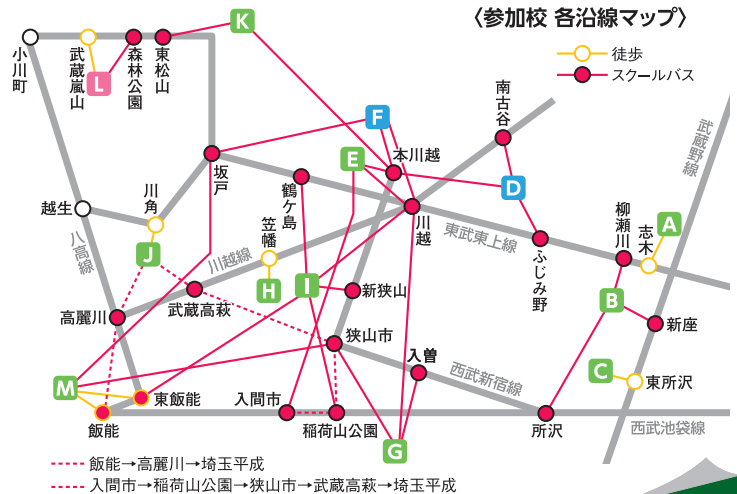 〈参加校 各沿線マップ〉
徒歩
スクールバス
小川町
武蔵嵐山
森林公園
東松山
K
L
F
E
本川越
南古谷
武蔵野線
坂戸
鶴ケ島
D
越生
川角
川越
東武東上線
ふじみ野
柳瀬川
志木
A
八高線
J
川越線
笠幡
H
I
新狭山
B
新座
高麗川
武蔵高萩
狭山市
入曽
西武新宿線
C
東所沢
M
東飯能
飯能
入間市
稲荷山公園
G
所沢
西武池袋線
飯能→高麗川→埼玉平成
入間市→稲荷山公園→狭山市→武蔵高萩→埼玉平成